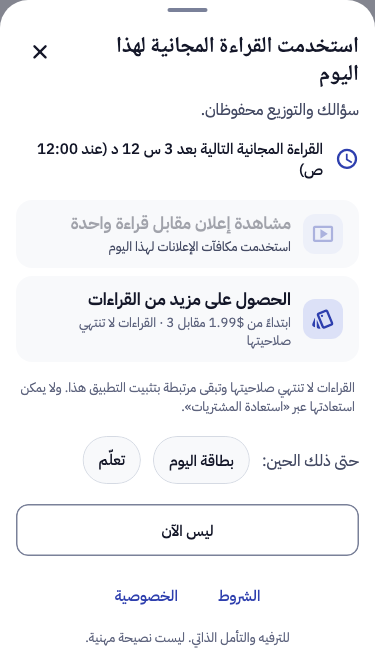 استخدمت القراءة المجانية لهذا
اليوم
سؤالك والتوزيع محفوظان.
القراءة المجانية التالية بعد 3 س 12 د (عند 12:00
ص)
مشاهدة إعلان مقابل قراءة واحدة
استخدمت مكافآت الإعلانات لهذا اليوم
الحصول على مزيد من القراءات
ابتداءً من $1.99 مقابل 3 · القراءات لا تنتهي
صلاحيتها
القراءات لا تنتهي صلاحيتها وتبقى مرتبطة بتثبيت التطبيق هذا. ولا يمكن
استعادتها عبر «استعادة المشتريات».
حتى ذلك الحين:
بطاقة اليوم
تعلّم
ليس الآن
الشروط
الخصوصية
للترفيه والتأمل الذاتي. ليست نصيحة مهنية.